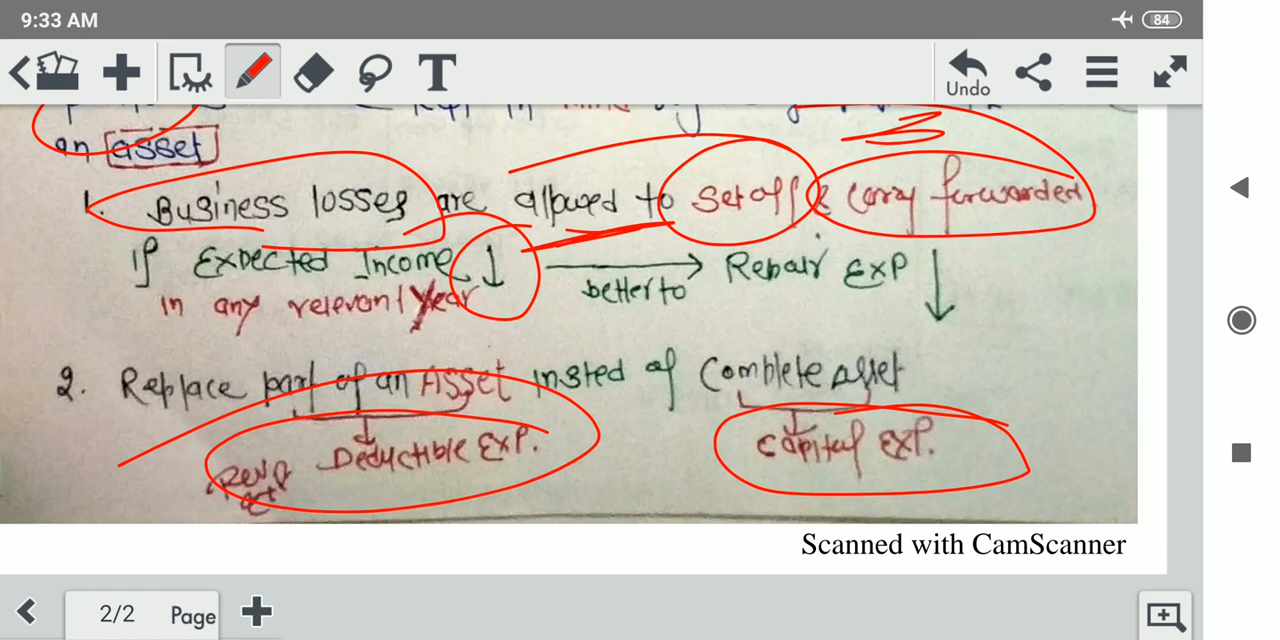 9:33 AM
84
Undo
an asset
1. Business losses are allowed to set off & carry forwarded
If Expected Income ↓ → better to Repair Exp ↓
in any relevant year
2. Replace part of an Asset insted of Complete asset
Deductible Exp.
Capital Exp.
Scanned with CamScanner
2/2 Page